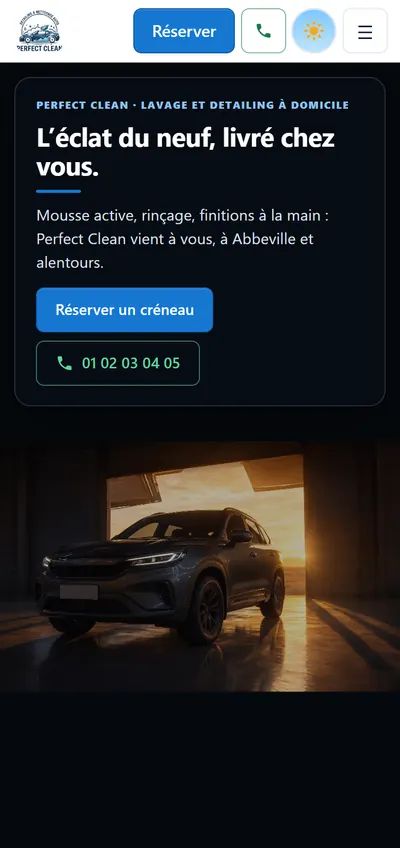 PERFECT CLEAN
Réserver
PERFECT CLEAN · LAVAGE ET DETAILING À DOMICILE
L’éclat du neuf, livré chez
vous.
Mousse active, rinçage, finitions à la main :
Perfect Clean vient à vous, à Abbeville et
alentours.
Réserver un créneau
01 02 03 04 05